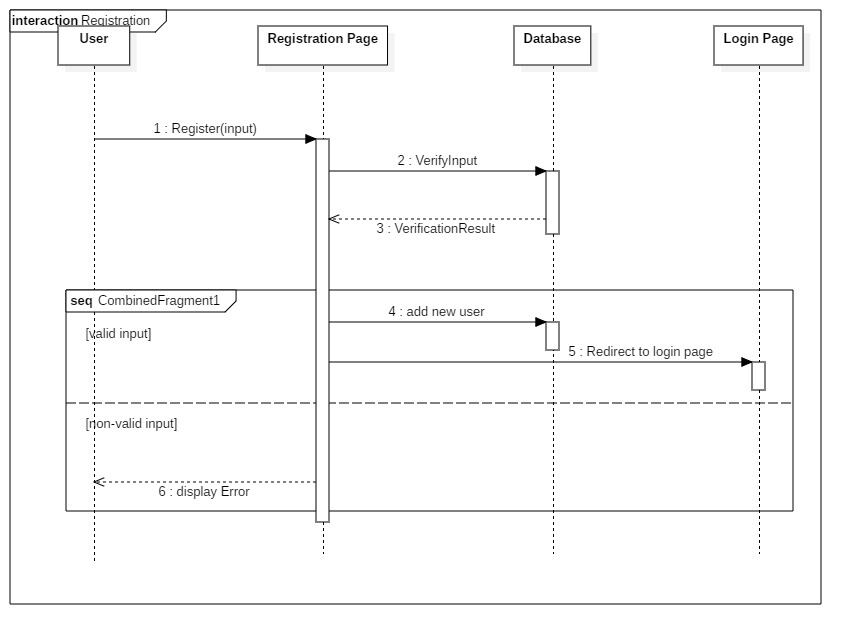 interaction Registration
User
Registration Page
Database
Login Page
1 : Register(input)
2 : VerifyInput
3 : VerificationResult
seq CombinedFragment1
4 : add new user
[valid input]
5 : Redirect to login page
[non-valid input]
6 : display Error